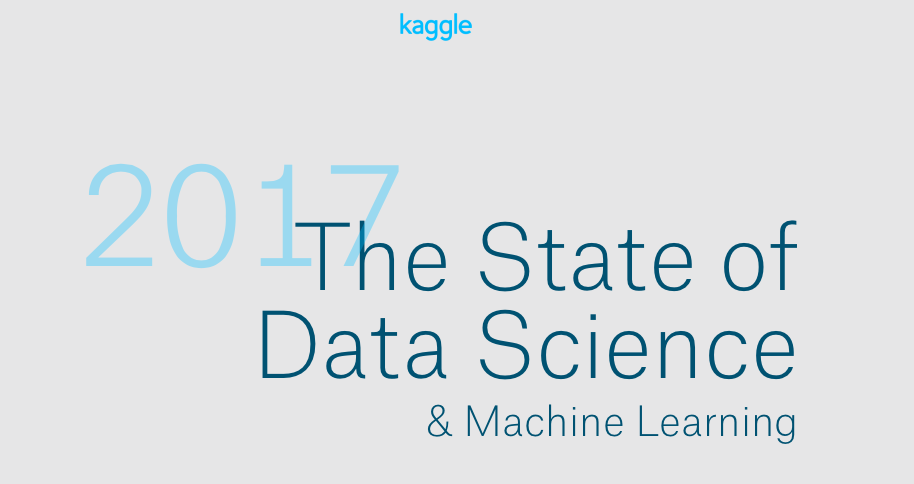 kaggle
2017
The State of
Data Science
& Machine Learning